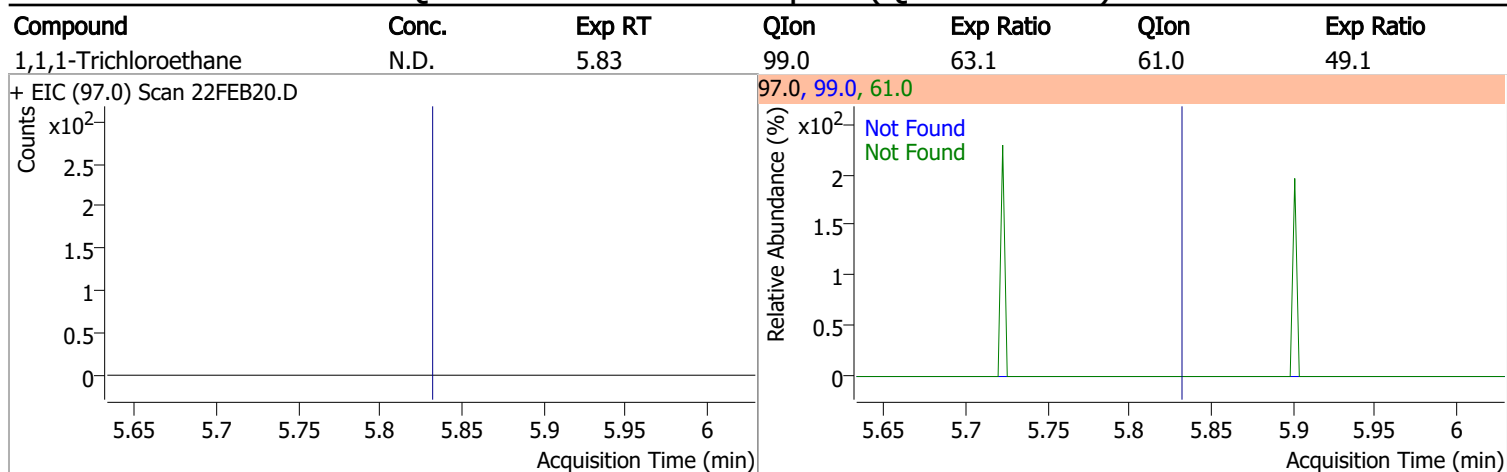 Compound Conc. Exp RT QIon Exp Ratio QIon Exp Ratio
1,1,1-Trichloroethane N.D. 5.83 99.0 63.1 61.0 49.1
+ EIC (97.0) Scan 22FEB20.D
Counts
x10²
2.5
2
1.5
1
0.5
0
5.65 5.7 5.75 5.8 5.85 5.9 5.95 6
Acquisition Time (min)
97.0, 99.0, 61.0
Relative Abundance (%)
x10²
Not Found
Not Found
2
1.5
1
0.5
0
5.65 5.7 5.75 5.8 5.85 5.9 5.95 6
Acquisition Time (min)